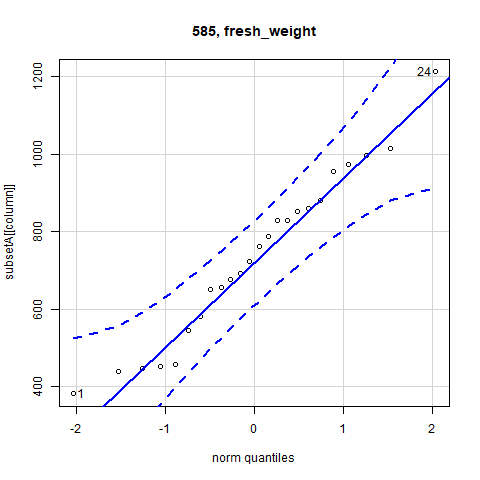 585, fresh_weight
subsetA[[column]]
1200
1000
800
600
400
24
1
-2 -1 0 1 2
norm quantiles